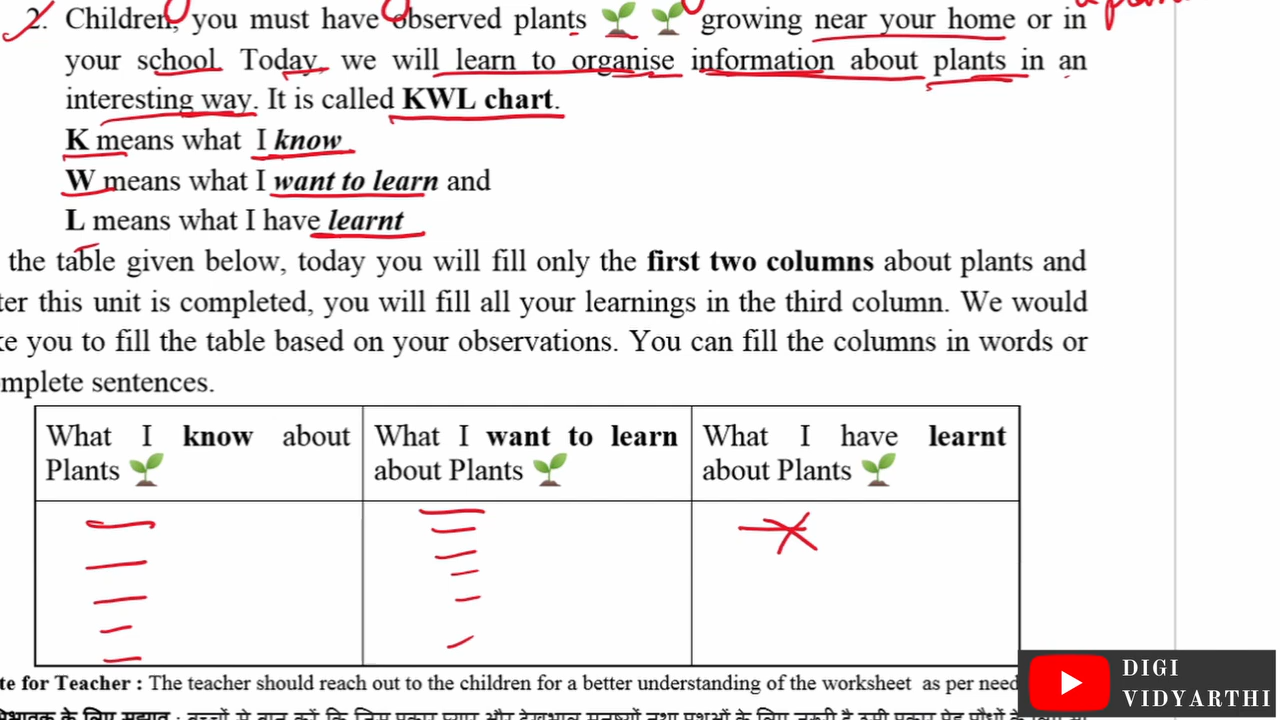 2. Children, you must have observed plants growing near your home or in
your school. Today, we will learn to organise information about plants in an
interesting way. It is called KWL chart.
K means what I know
W means what I want to learn and
L means what I have learnt
the table given below, today you will fill only the first two columns about plants and
ter this unit is completed, you will fill all your learnings in the third column. We would
ke you to fill the table based on your observations. You can fill the columns in words or
mplete sentences.
What I know about
Plants
What I want to learn
about Plants
What I have learnt
about Plants
te for Teacher : The teacher should reach out to the children for a better understanding of the worksheet as per need
DIGI
VIDYARTHI